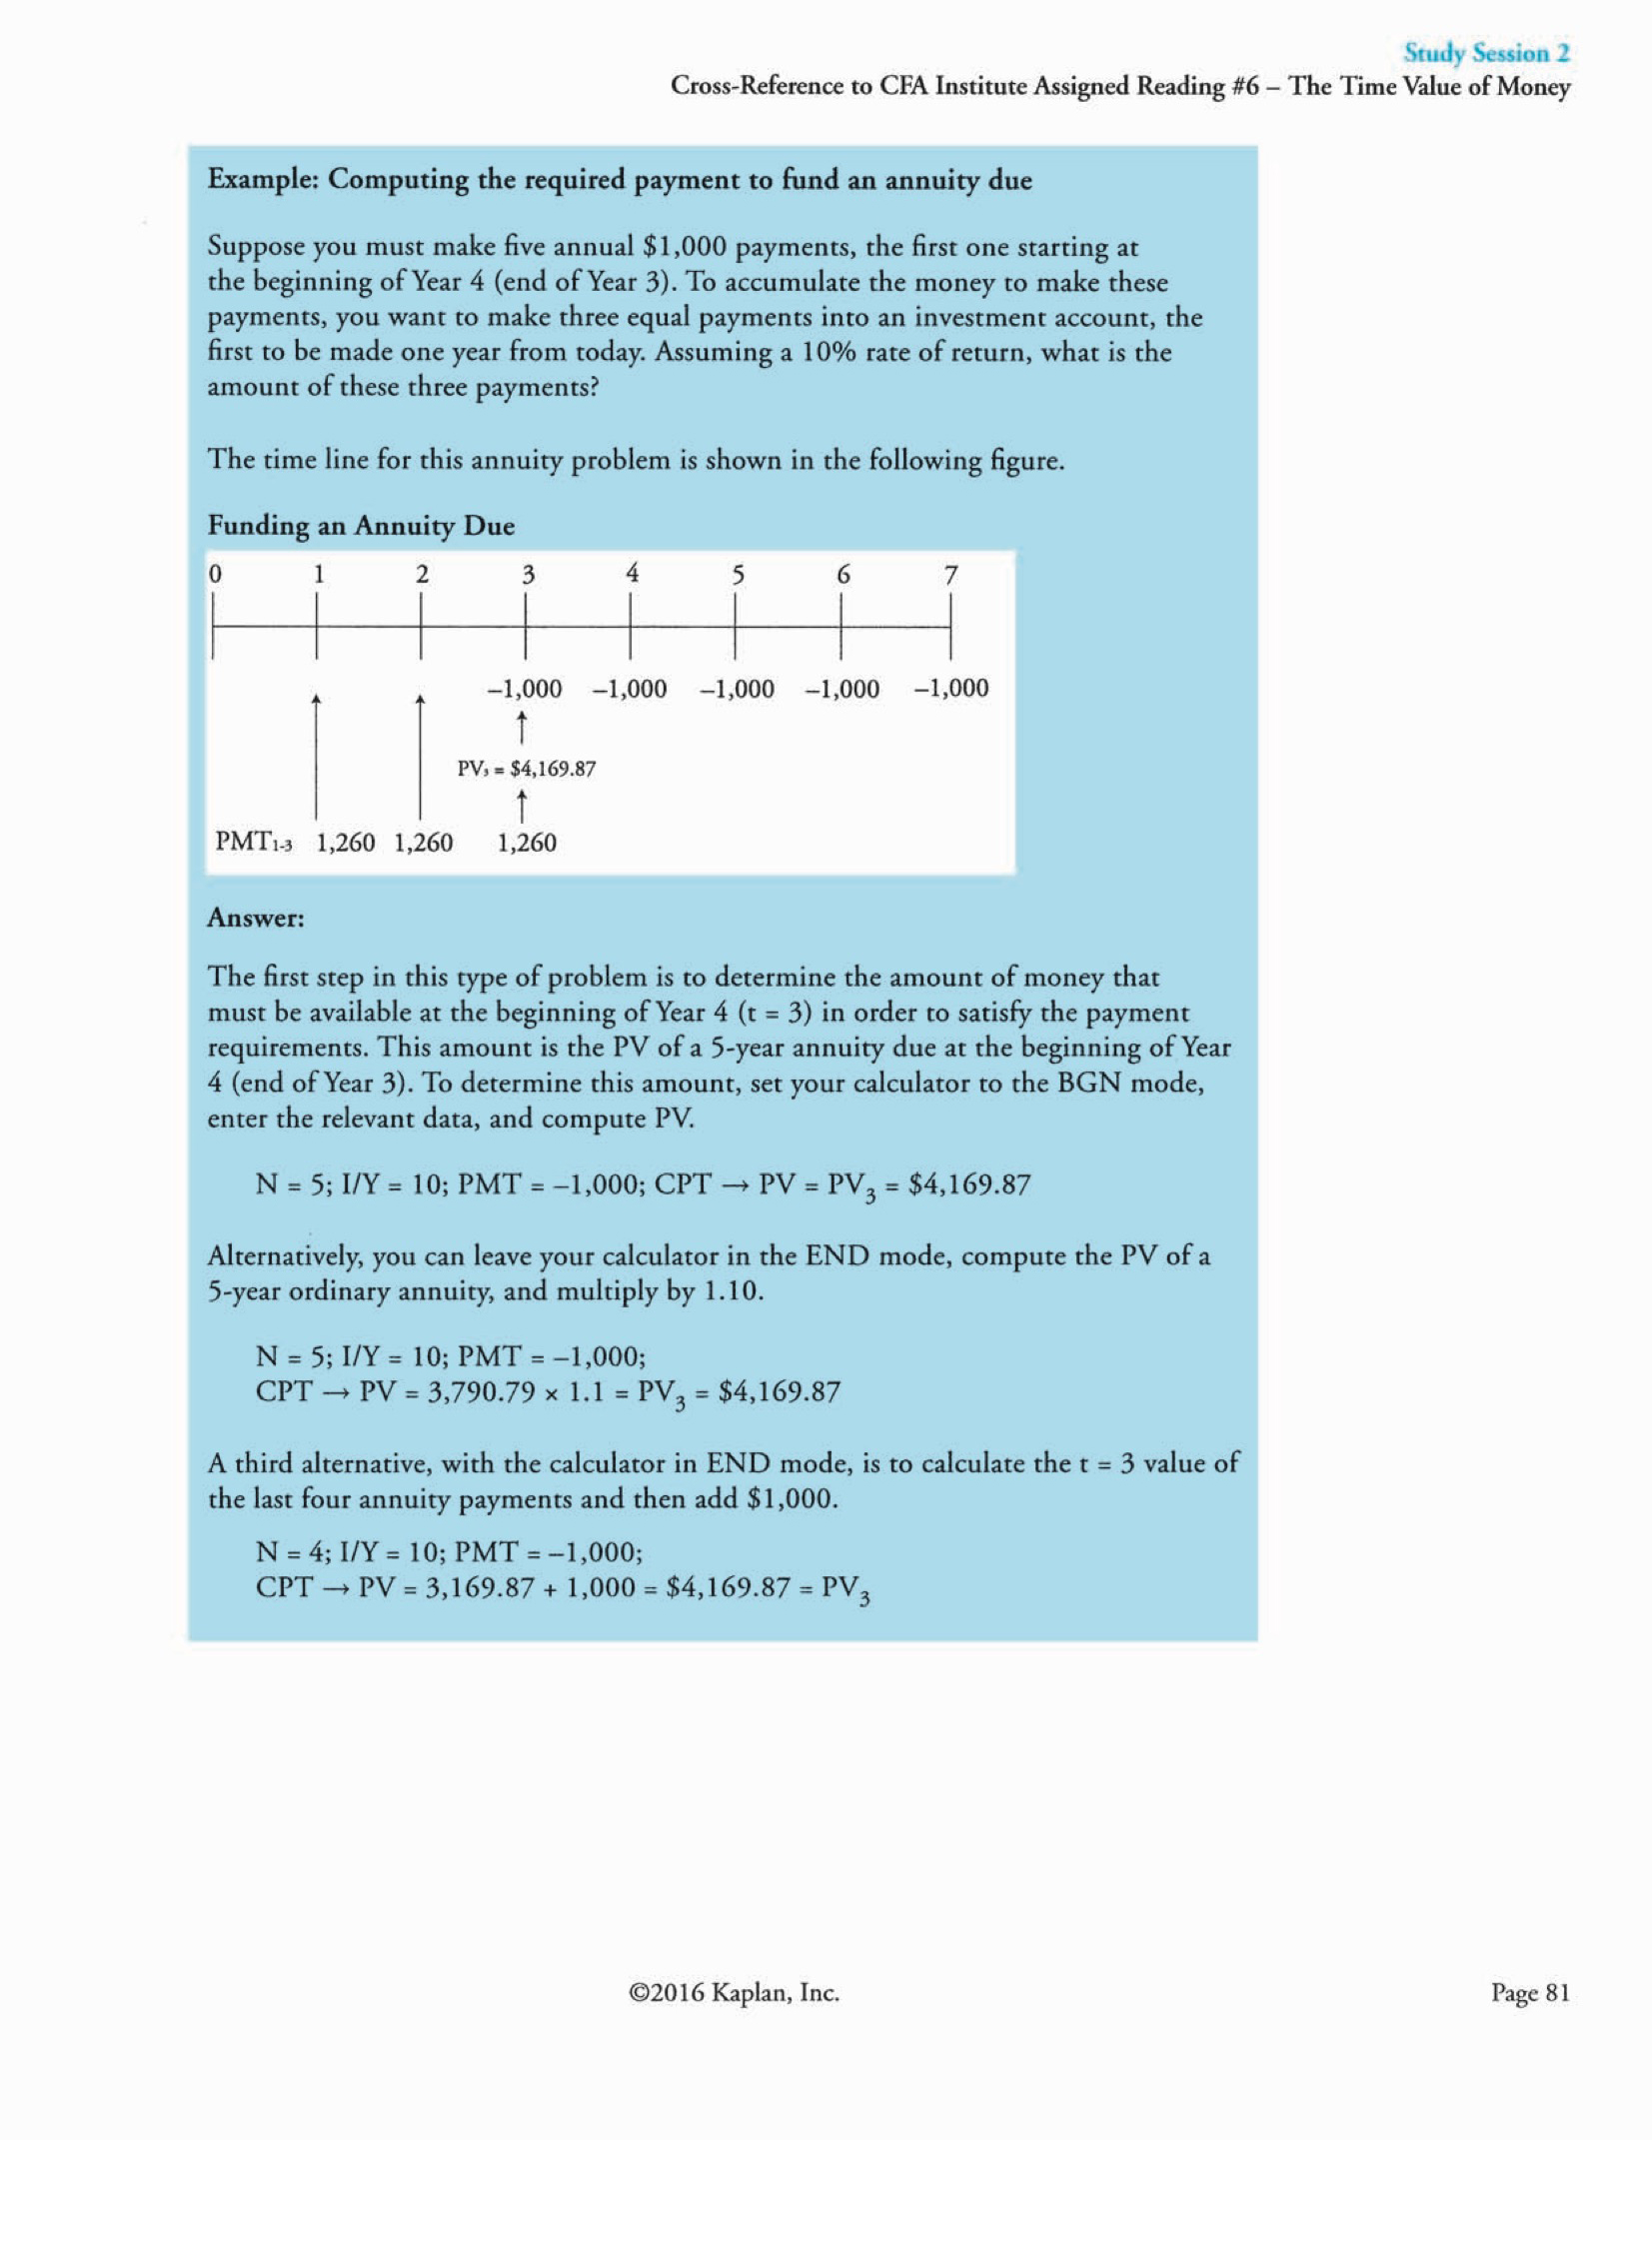 Study Session 2
Cross-Reference to CFA Institute Assigned Reading #6 – The Time Value of Money
Example: Computing the required payment to fund an annuity due
Suppose you must make five annual $1,000 payments, the first one starting at
the beginning of Year 4 (end of Year 3). To accumulate the money to make these
payments, you want to make three equal payments into an investment account, the
first to be made one year from today. Assuming a 10% rate of return, what is the
amount of these three payments?
The time line for this annuity problem is shown in the following figure.
Funding an Annuity Due
0 1 2 3 4 5 6 7
–1,000 –1,000 –1,000 –1,000 –1,000
PV₃ = $4,169.87
PMT₁₋₃ 1,260 1,260 1,260
Answer:
The first step in this type of problem is to determine the amount of money that
must be available at the beginning of Year 4 (t = 3) in order to satisfy the payment
requirements. This amount is the PV of a 5-year annuity due at the beginning of Year
4 (end of Year 3). To determine this amount, set your calculator to the BGN mode,
enter the relevant data, and compute PV.
N = 5; I/Y = 10; PMT = –1,000; CPT → PV = PV₃ = $4,169.87
Alternatively, you can leave your calculator in the END mode, compute the PV of a
5-year ordinary annuity, and multiply by 1.10.
N = 5; I/Y = 10; PMT = –1,000;
CPT → PV = 3,790.79 × 1.1 = PV₃ = $4,169.87
A third alternative, with the calculator in END mode, is to calculate the t = 3 value of
the last four annuity payments and then add $1,000.
N = 4; I/Y = 10; PMT = –1,000;
CPT → PV = 3,169.87 + 1,000 = $4,169.87 = PV₃
©2016 Kaplan, Inc.
Page 81